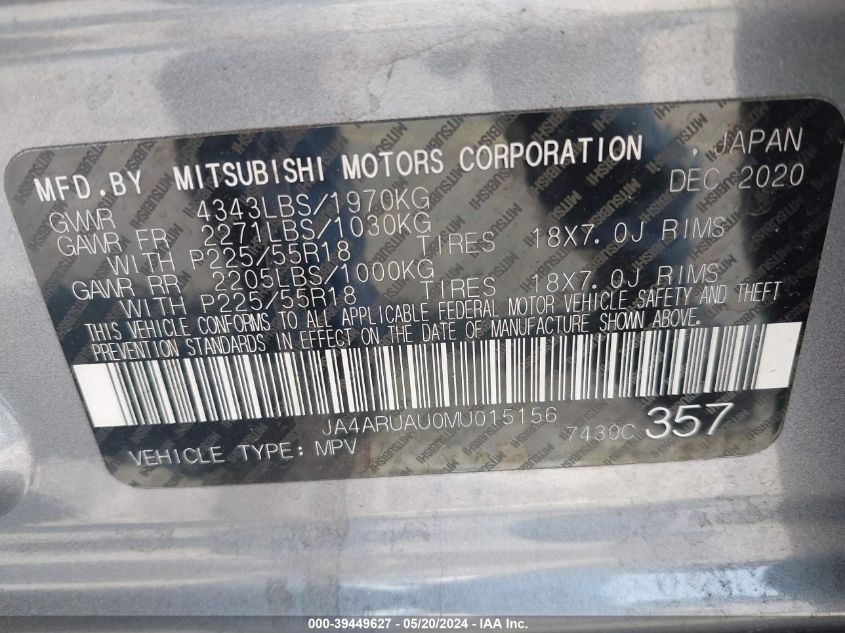 MFD.BY MITSUBISHI MOTORS CORPORATION , JAPAN
GVWR 4343LBS/1970KG DEC 2020
GAWR FR 2271LBS/1030KG
WITH P225/55R18 TIRES 18X7.0J RIMS
GAWR RR 2205LBS/1000KG
WITH P225/55R18 TIRES 18X7.0J RIMS
THIS VEHICLE CONFORMS TO ALL APPLICABLE FEDERAL MOTOR VEHICLE SAFETY AND THEFT
PREVENTION STANDARDS IN EFFECT ON THE DATE OF MANUFACTURE SHOWN ABOVE.
JA4ARUAU0MU015156
7430C 357
VEHICLE TYPE: MPV
000-39449627 - 05/20/2024 - IAA Inc.